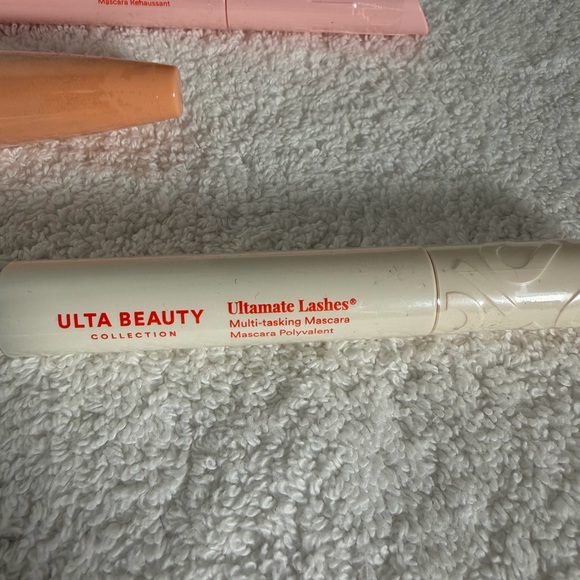 Mascara Rehaussant
ULTA BEAUTY
COLLECTION
Ultamate Lashes®
Multi-tasking Mascara
Mascara Polyvalent